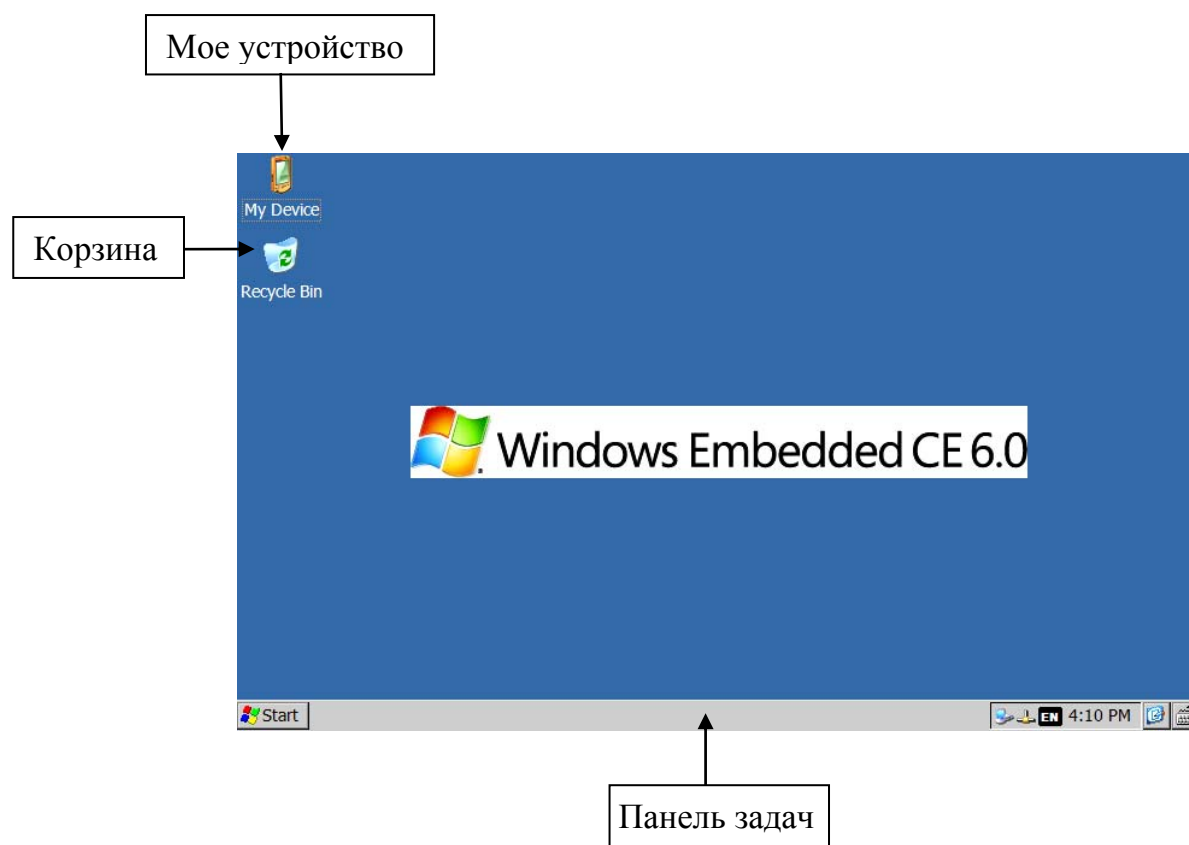 Мое устройство
My Device
Корзина
Recycle Bin
Windows Embedded CE 6.0
Start
EN 4:10 PM
Панель задач